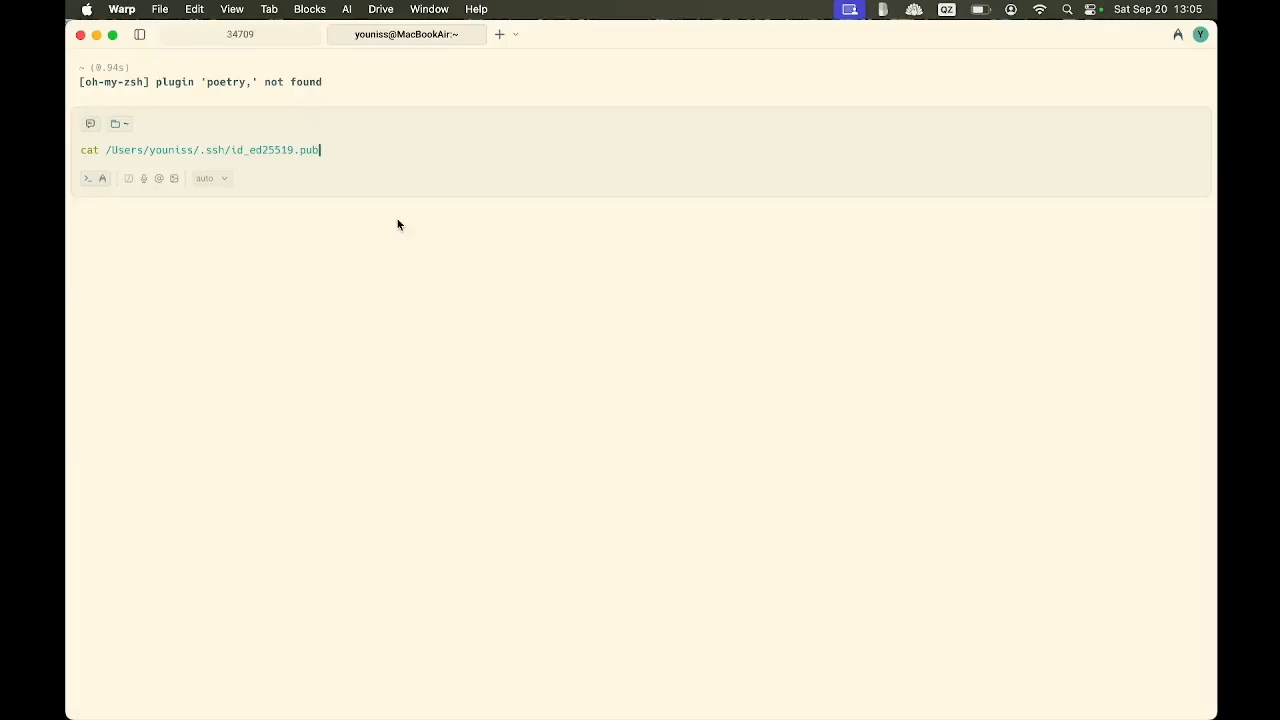 Warp File Edit View Tab Blocks AI Drive Window Help QZ Sat Sep 20 13:05
34709 youniss@MacBookAir:~ Y
~ (0.94s)
[oh-my-zsh] plugin 'poetry,' not found
~
cat /Users/youniss/.ssh/id_ed25519.pub
auto